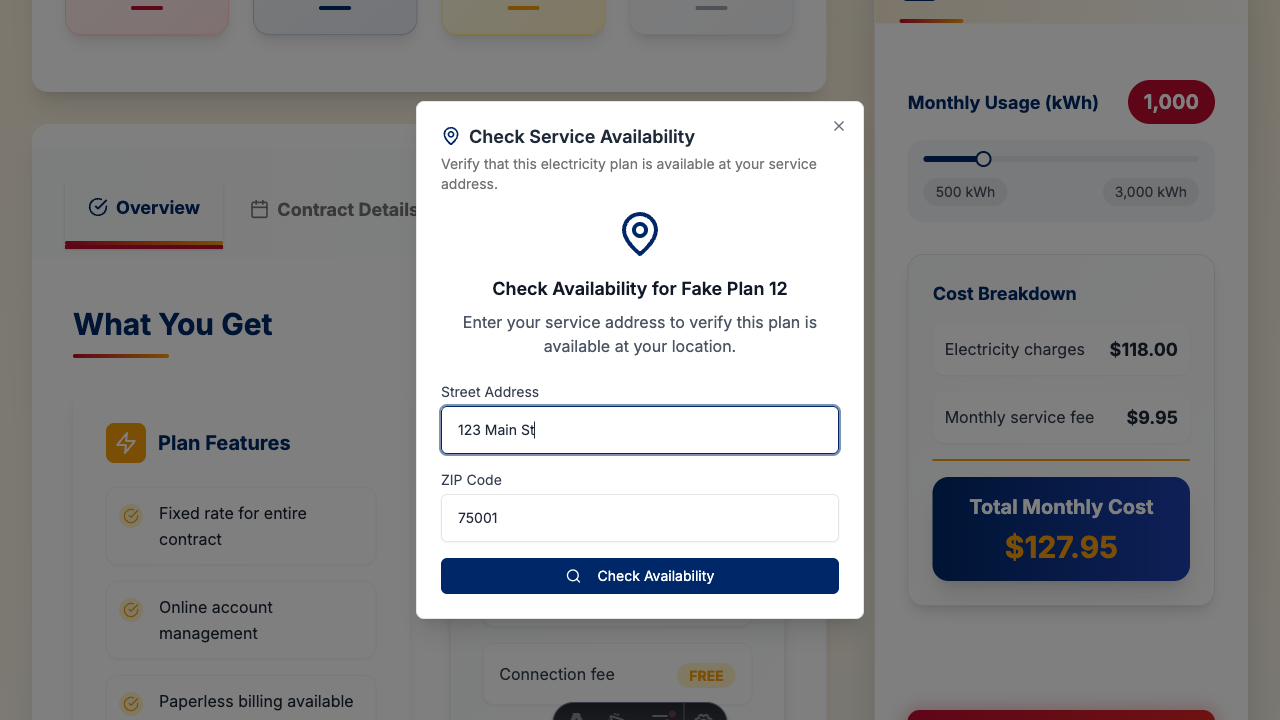 Monthly Usage (kWh)
1,000
500 kWh
3,000 kWh
Check Service Availability
Verify that this electricity plan is available at your service
address.
Overview
Contract Details
Check Availability for Fake Plan 12
Enter your service address to verify this plan is
available at your location.
Street Address
123 Main St
ZIP Code
75001
Check Availability
What You Get
Plan Features
Fixed rate for entire
contract
Online account
management
Paperless billing available
Connection fee
FREE
Cost Breakdown
Electricity charges
$118.00
Monthly service fee
$9.95
Total Monthly Cost
$127.95